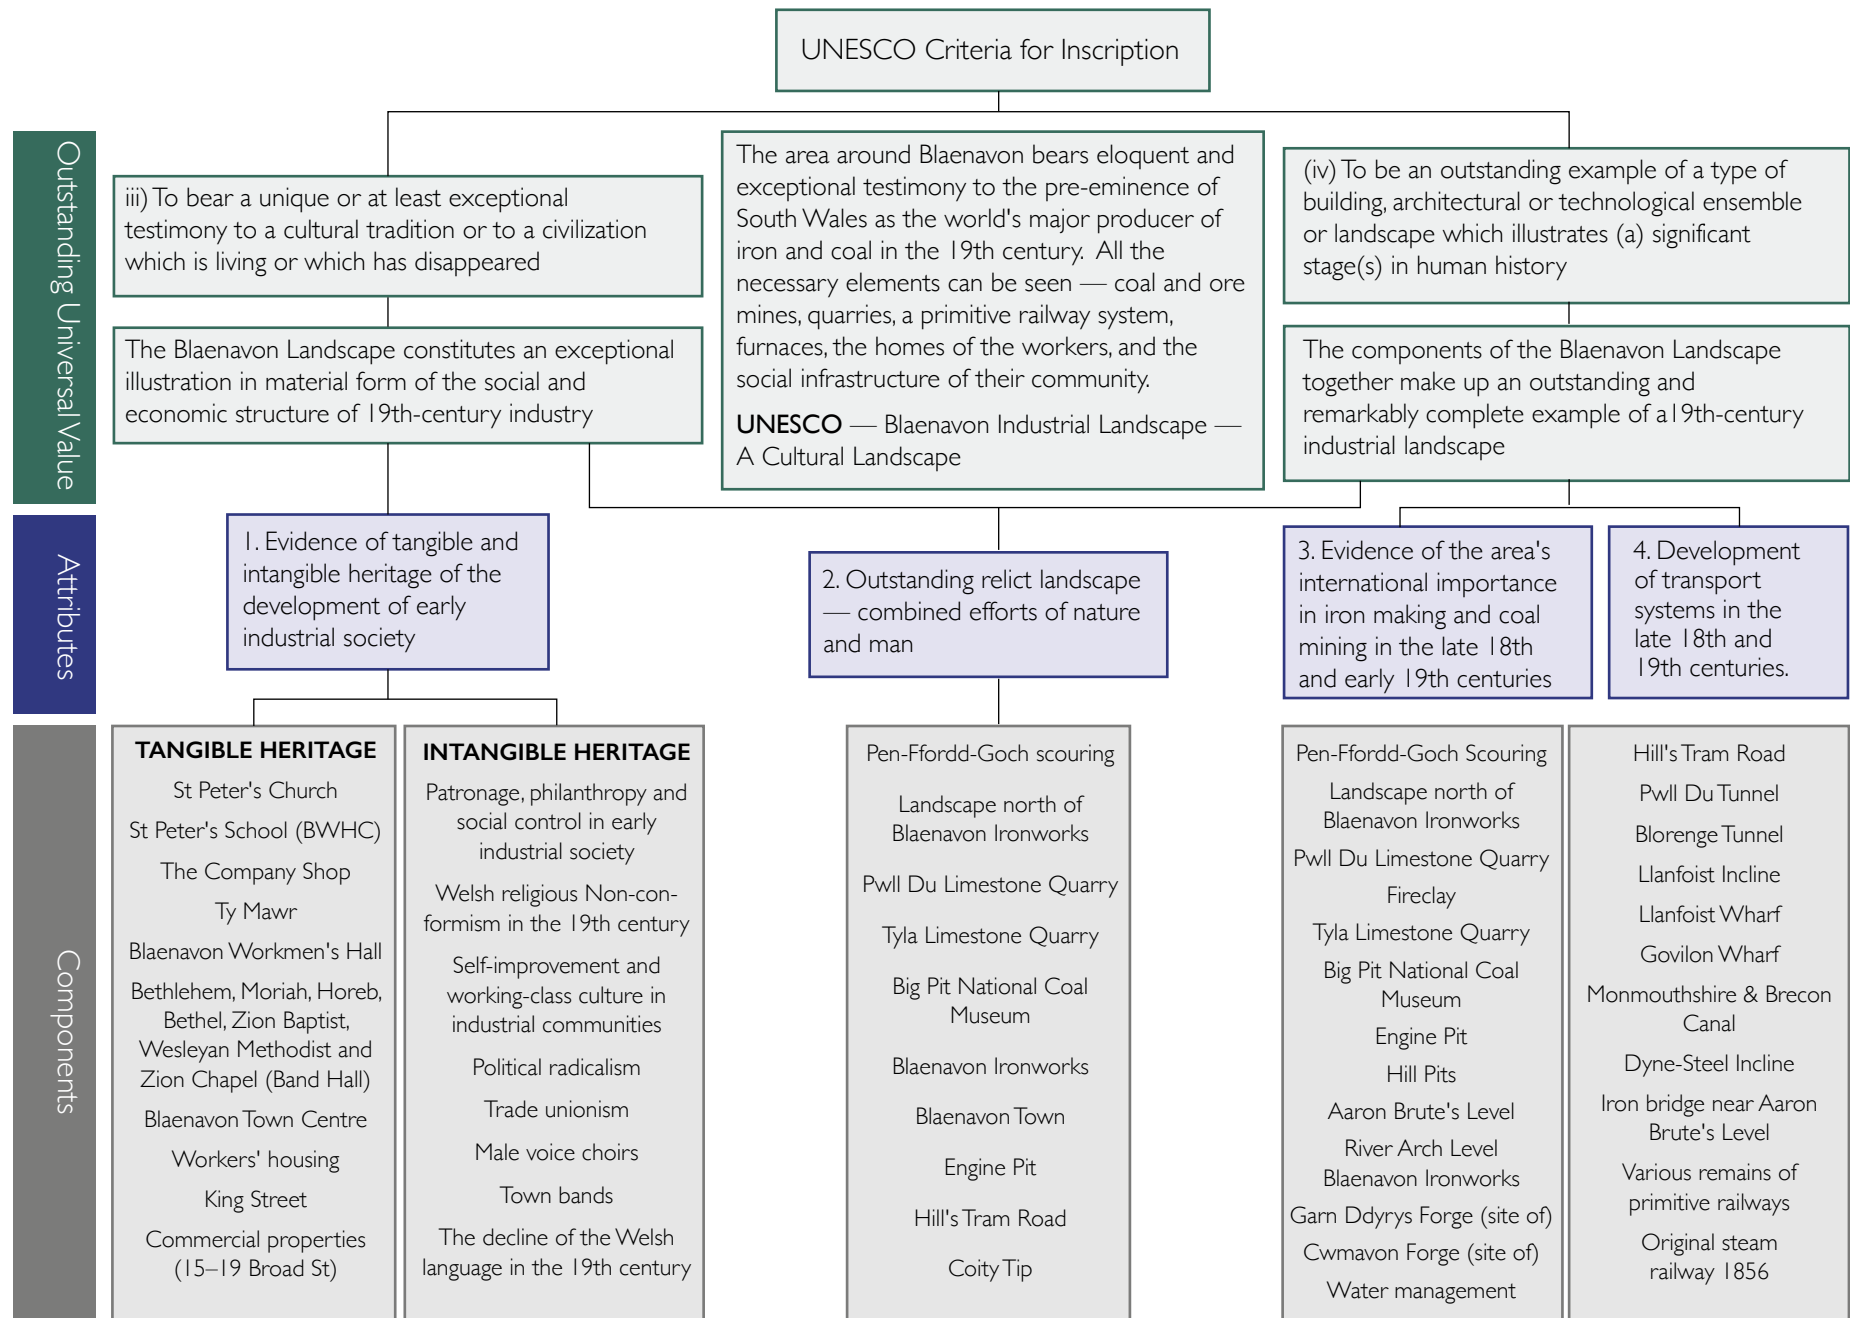 UNESCO Criteria for Inscription
Outstanding Universal Value
iii) To bear a unique or at least exceptional
testimony to a cultural tradition or to a civilization
which is living or which has disappeared
The Blaenavon Landscape constitutes an exceptional
illustration in material form of the social and
economic structure of 19th-century industry
The area around Blaenavon bears eloquent and
exceptional testimony to the pre-eminence of
South Wales as the world's major producer of
iron and coal in the 19th century. All the
necessary elements can be seen — coal and ore
mines, quarries, a primitive railway system,
furnaces, the homes of the workers, and the
social infrastructure of their community.
UNESCO — Blaenavon Industrial Landscape —
A Cultural Landscape
(iv) To be an outstanding example of a type of
building, architectural or technological ensemble
or landscape which illustrates (a) significant
stage(s) in human history
The components of the Blaenavon Landscape
together make up an outstanding and
remarkably complete example of a19th-century
industrial landscape
Attributes
1. Evidence of tangible and
intangible heritage of the
development of early
industrial society
2. Outstanding relict landscape
— combined efforts of nature
and man
3. Evidence of the area's
international importance
in iron making and coal
mining in the late 18th
and early 19th centuries
4. Development
of transport
systems in the
late 18th and
19th centuries.
Components
TANGIBLE HERITAGE
St Peter's Church
St Peter's School (BWHC)
The Company Shop
Ty Mawr
Blaenavon Workmen's Hall
Bethlehem, Moriah, Horeb,
Bethel, Zion Baptist,
Wesleyan Methodist and
Zion Chapel (Band Hall)
Blaenavon Town Centre
Workers' housing
King Street
Commercial properties
(15–19 Broad St)
INTANGIBLE HERITAGE
Patronage, philanthropy and
social control in early
industrial society
Welsh religious Non-con-
formism in the 19th century
Self-improvement and
working-class culture in
industrial communities
Political radicalism
Trade unionism
Male voice choirs
Town bands
The decline of the Welsh
language in the 19th century
Pen-Ffordd-Goch scouring
Landscape north of
Blaenavon Ironworks
Pwll Du Limestone Quarry
Tyla Limestone Quarry
Big Pit National Coal
Museum
Blaenavon Ironworks
Blaenavon Town
Engine Pit
Hill's Tram Road
Coity Tip
Pen-Ffordd-Goch Scouring
Landscape north of
Blaenavon Ironworks
Pwll Du Limestone Quarry
Fireclay
Tyla Limestone Quarry
Big Pit National Coal
Museum
Engine Pit
Hill Pits
Aaron Brute's Level
River Arch Level
Blaenavon Ironworks
Garn Ddyrys Forge (site of)
Cwmavon Forge (site of)
Water management
Hill's Tram Road
Pwll Du Tunnel
Blorenge Tunnel
Llanfoist Incline
Llanfoist Wharf
Govilon Wharf
Monmouthshire & Brecon
Canal
Dyne-Steel Incline
Iron bridge near Aaron
Brute's Level
Various remains of
primitive railways
Original steam
railway 1856